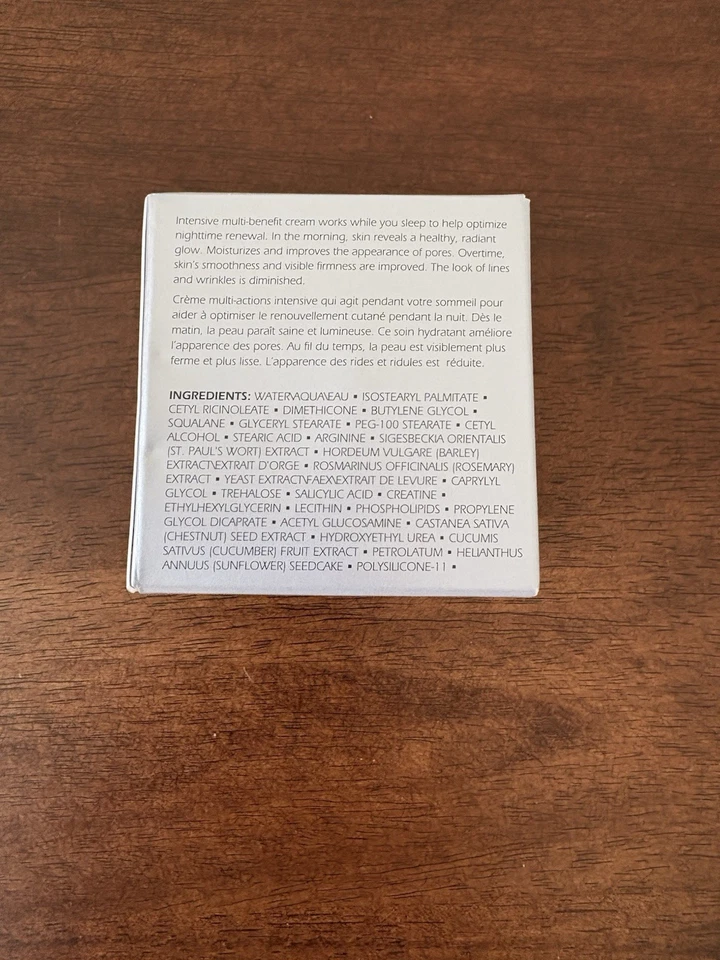 Intensive multi-benefit cream works while you sleep to help optimize
nighttime renewal. In the morning, skin reveals a healthy, radiant
glow. Moisturizes and improves the appearance of pores. Overtime,
skin's smoothness and visible firmness are improved. The look of lines
and wrinkles is diminished.
Crème multi-actions intensive qui agit pendant votre sommeil pour
aider à optimiser le renouvellement cutané pendant la nuit. Dès le
matin, la peau paraît saine et lumineuse. Ce soin hydratant améliore
l'apparence des pores. Au fil du temps, la peau est visiblement plus
ferme et plus lisse. L'apparence des rides et ridules est réduite.
INGREDIENTS: WATER\AQUA\EAU ▪ ISOSTEARYL PALMITATE ▪
CETYL RICINOLEATE ▪ DIMETHICONE ▪ BUTYLENE GLYCOL ▪
SQUALANE ▪ GLYCERYL STEARATE ▪ PEG-100 STEARATE ▪ CETYL
ALCOHOL ▪ STEARIC ACID ▪ ARGININE ▪ SIGESBECKIA ORIENTALIS
(ST. PAUL'S WORT) EXTRACT ▪ HORDEUM VULGARE (BARLEY)
EXTRACT\EXTRAIT D'ORGE ▪ ROSMARINUS OFFICINALIS (ROSEMARY)
EXTRACT ▪ YEAST EXTRACT\FAEX\EXTRAIT DE LEVURE ▪ CAPRYLYL
GLYCOL ▪ TREHALOSE ▪ SALICYLIC ACID ▪ CREATINE ▪
ETHYLHEXYLGLYCERIN ▪ LECITHIN ▪ PHOSPHOLIPIDS ▪ PROPYLENE
GLYCOL DICAPRATE ▪ ACETYL GLUCOSAMINE ▪ CASTANEA SATIVA
(CHESTNUT) SEED EXTRACT ▪ HYDROXYETHYL UREA ▪ CUCUMIS
SATIVUS (CUCUMBER) FRUIT EXTRACT ▪ PETROLATUM ▪ HELIANTHUS
ANNUUS (SUNFLOWER) SEEDCAKE ▪ POLYSILICONE-11 ▪